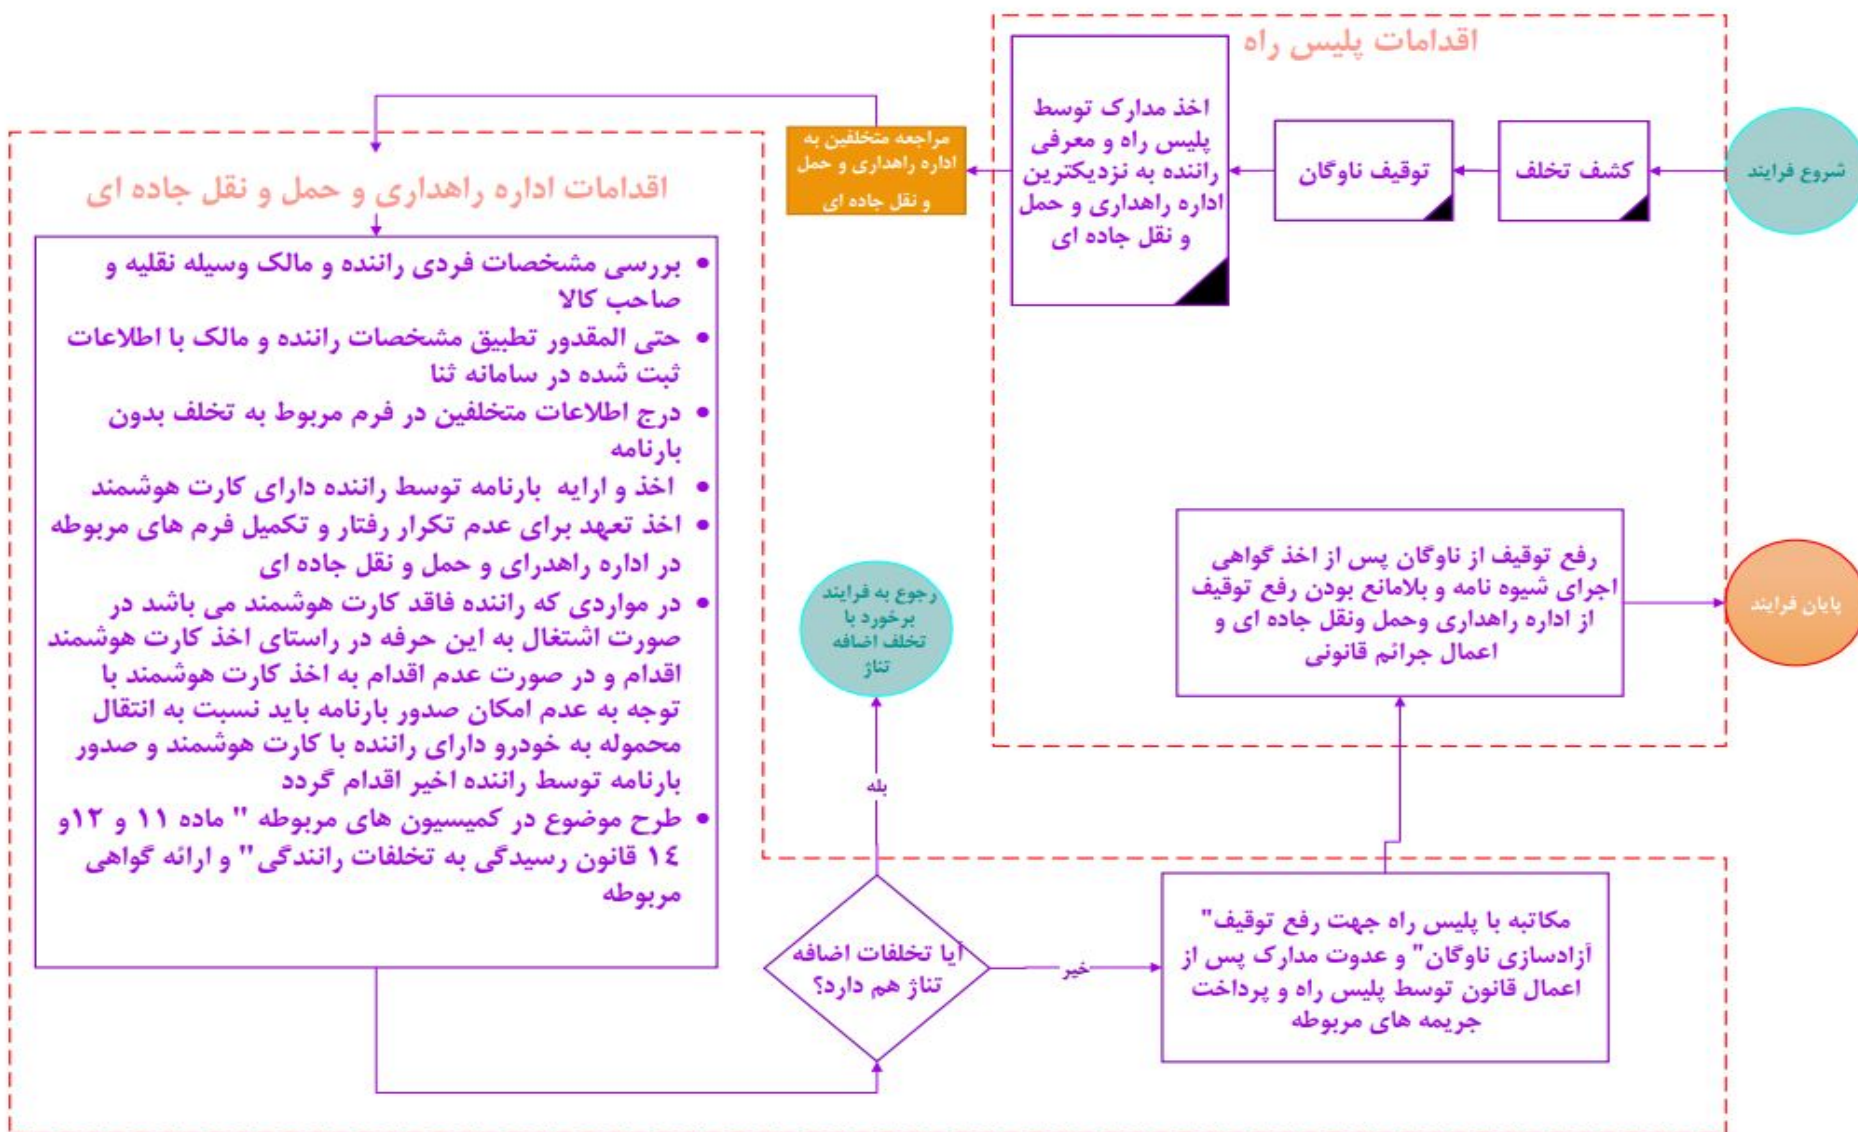 اقدامات پلیس راه
شروع فرایند
کشف تخلف
توقیف ناوگان
اخذ مدارک توسط
پلیس راه و معرفی
راننده به نزدیکترین
اداره راهداری و حمل
و نقل جاده ای
مراجعه متخلفین به
اداره راهداری و حمل
و نقل جاده ای
اقدامات اداره راهداری و حمل و نقل جاده ای
• بررسی مشخصات فردی راننده و مالک وسیله نقلیه و
صاحب کالا
• حتی المقدور تطبیق مشخصات راننده و مالک با اطلاعات
ثبت شده در سامانه ثنا
• درج اطلاعات متخلفین در فرم مربوط به تخلف بدون
بارنامه
• اخذ و ارایه بارنامه توسط راننده دارای کارت هوشمند
• اخذ تعهد برای عدم تکرار رفتار و تکمیل فرم های مربوطه
در اداره راهدرای و حمل و نقل جاده ای
• در مواردی که راننده فاقد کارت هوشمند می باشد در
صورت اشتغال به این حرفه در راستای اخذ کارت هوشمند
اقدام و در صورت عدم اقدام به اخذ کارت هوشمند با
توجه به عدم امکان صدور بارنامه باید نسبت به انتقال
محموله به خودرو دارای راننده با کارت هوشمند و صدور
بارنامه توسط راننده اخیر اقدام گردد
• طرح موضوع در کمیسیون های مربوطه " ماده ۱۱ و ۱۲و
۱٤ قانون رسیدگی به تخلفات رانندگی" و ارائه گواهی
مربوطه
آیا تخلفات اضافه
تناژ هم دارد؟
بله
رجوع به فرایند
برخورد با
تخلف اضافه
تناژ
خیر
مکاتبه با پلیس راه جهت رفع توقیف"
آزادسازی ناوگان" و عدوت مدارک پس از
اعمال قانون توسط پلیس راه و پرداخت
جریمه های مربوطه
رفع توقیف از ناوگان پس از اخذ گواهی
اجرای شیوه نامه و بلامانع بودن رفع توقیف
از اداره راهداری وحمل ونقل جاده ای و
اعمال جرائم قانونی
پایان فرایند